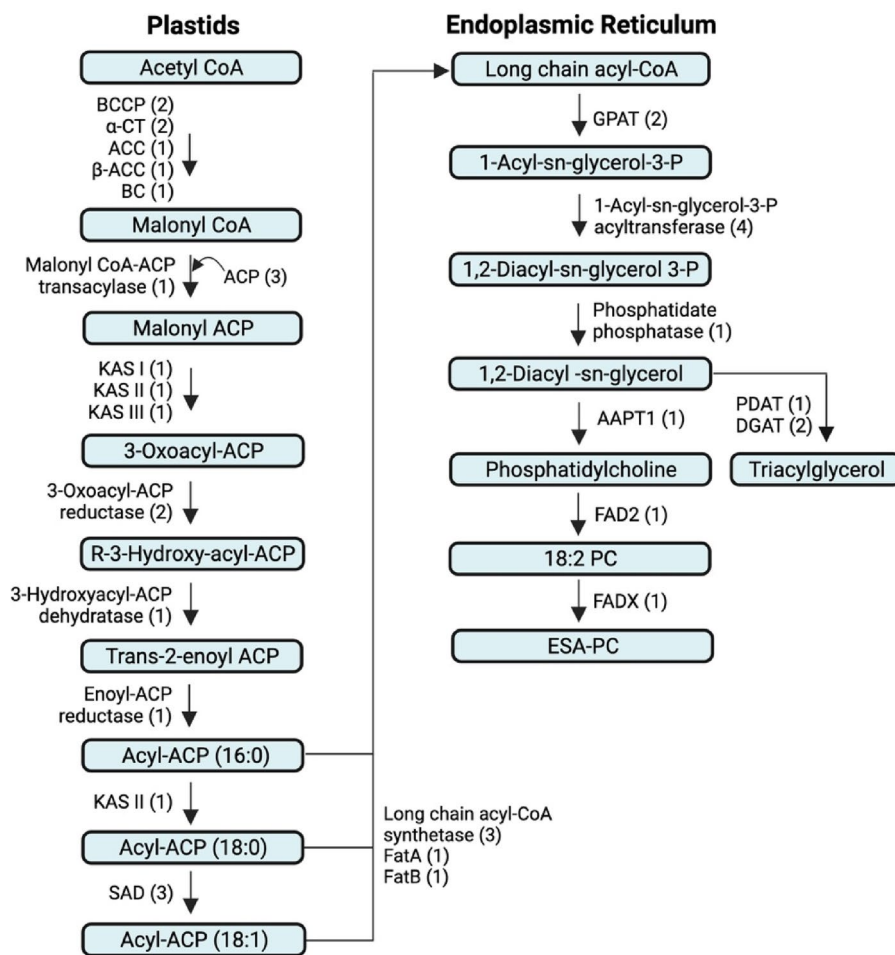 Plastids
Acetyl CoA
BCCP (2)
α-CT (2)
ACC (1)
β-ACC (1)
BC (1)
Malonyl CoA
Malonyl CoA-ACP
transacylase (1)
ACP (3)
Malonyl ACP
KAS I (1)
KAS II (1)
KAS III (1)
3-Oxoacyl-ACP
3-Oxoacyl-ACP
reductase (2)
R-3-Hydroxy-acyl-ACP
3-Hydroxyacyl-ACP
dehydratase (1)
Trans-2-enoyl ACP
Enoyl-ACP
reductase (1)
Acyl-ACP (16:0)
KAS II (1)
Acyl-ACP (18:0)
SAD (3)
Acyl-ACP (18:1)
Long chain acyl-CoA
synthetase (3)
FatA (1)
FatB (1)
Endoplasmic Reticulum
Long chain acyl-CoA
GPAT (2)
1-Acyl-sn-glycerol-3-P
1-Acyl-sn-glycerol-3-P
acyltransferase (4)
1,2-Diacyl-sn-glycerol 3-P
Phosphatidate
phosphatase (1)
1,2-Diacyl -sn-glycerol
AAPT1 (1)
PDAT (1)
DGAT (2)
Phosphatidylcholine
Triacylglycerol
FAD2 (1)
18:2 PC
FADX (1)
ESA-PC